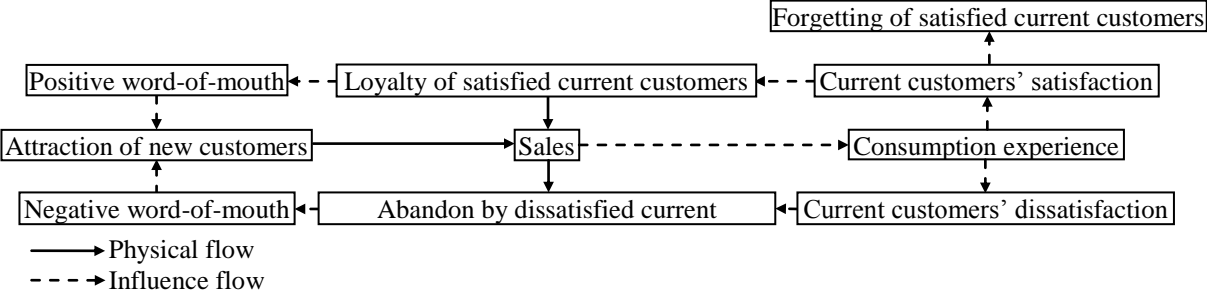 Forgetting of satisfied current customers
Positive word-of-mouth
Loyalty of satisfied current customers
Current customers’ satisfaction
Attraction of new customers
Sales
Consumption experience
Negative word-of-mouth
Abandon by dissatisfied current
Current customers’ dissatisfaction
Physical flow
Influence flow